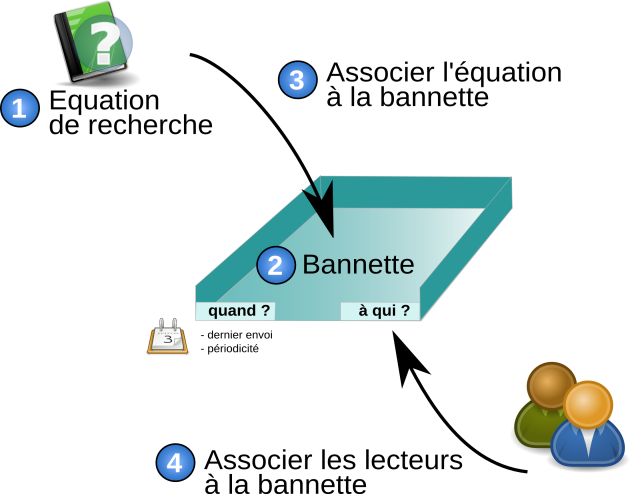 ?
1 Equation
de recherche
3 Associer l'équation
à la bannette
2 Bannette
quand ? à qui ?
3
- dernier envoi
- périodicité
4 Associer les lecteurs
à la bannette